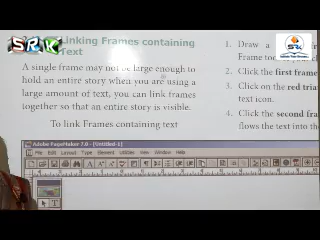 SRK
Linking Frames containing
Text
A single frame may not be large enough to
hold an entire story when you are using a
large amount of text, you can link frames
together so that an entire story is visible.
To link Frames containing text
1. Draw a
Frame too
2. Click the first frame
3. Click on the red tria
text icon.
4. Click the second fra
flows the text into th
SRK
Adobe PageMaker 7.0 - [Untitled-1]
File Edit Layout Type Element Utilities View Window Help
T